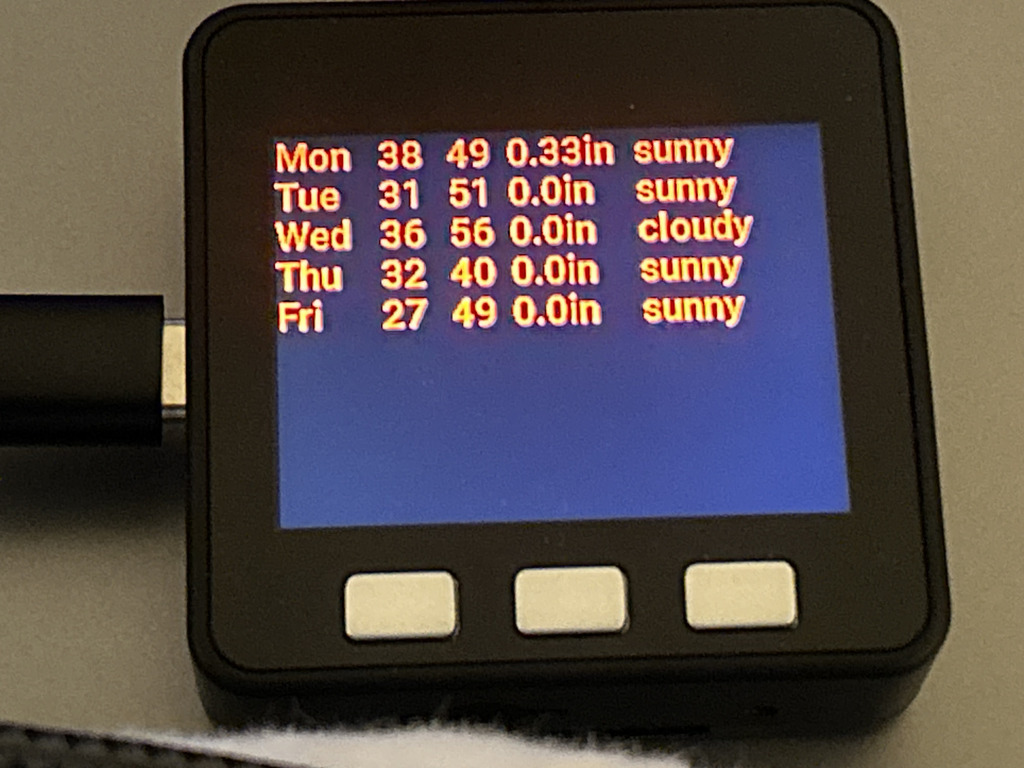 Mon 38 49 0.33in sunny
Tue 31 51 0.0in sunny
Wed 36 56 0.0in cloudy
Thu 32 40 0.0in sunny
Fri 27 49 0.0in sunny